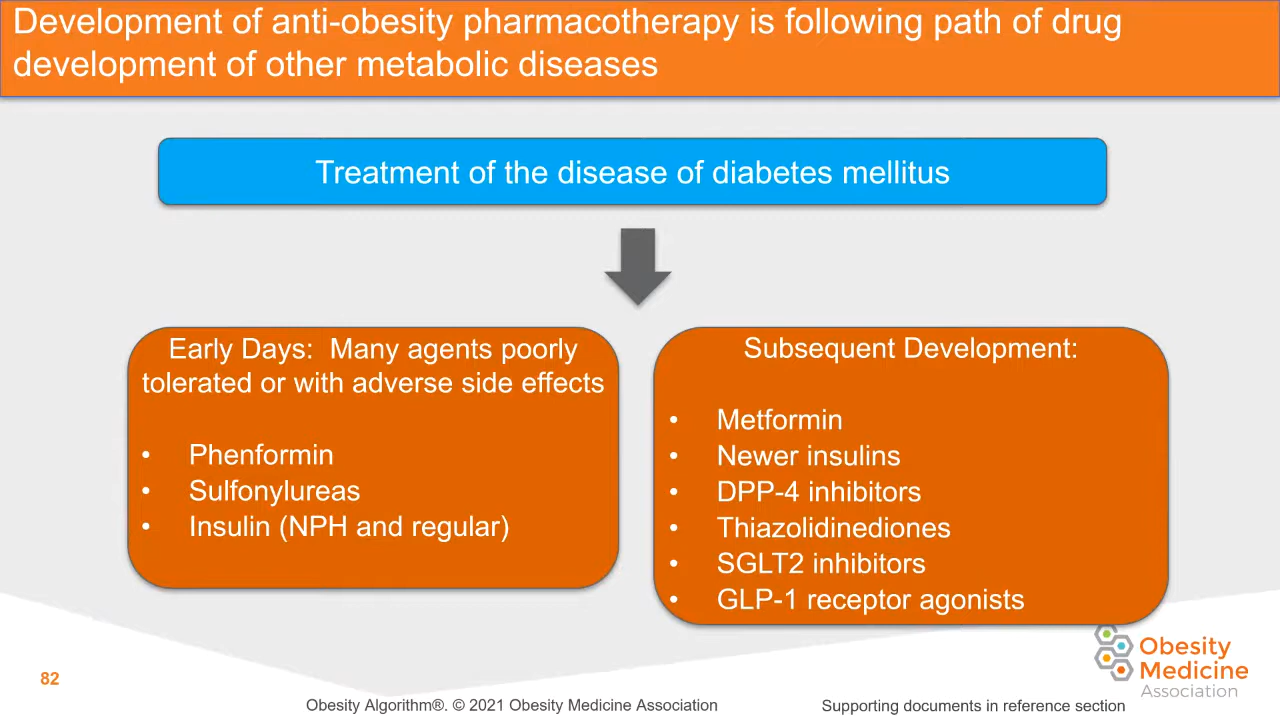 Development of anti-obesity pharmacotherapy is following path of drug
development of other metabolic diseases
Treatment of the disease of diabetes mellitus
Early Days:  Many agents poorly
tolerated or with adverse side effects
• Phenformin
• Sulfonylureas
• Insulin (NPH and regular)
Subsequent Development:
• Metformin
• Newer insulins
• DPP-4 inhibitors
• Thiazolidinediones
• SGLT2 inhibitors
• GLP-1 receptor agonists
Obesity
Medicine
Association
82
Obesity Algorithm®. © 2021 Obesity Medicine Association
Supporting documents in reference section